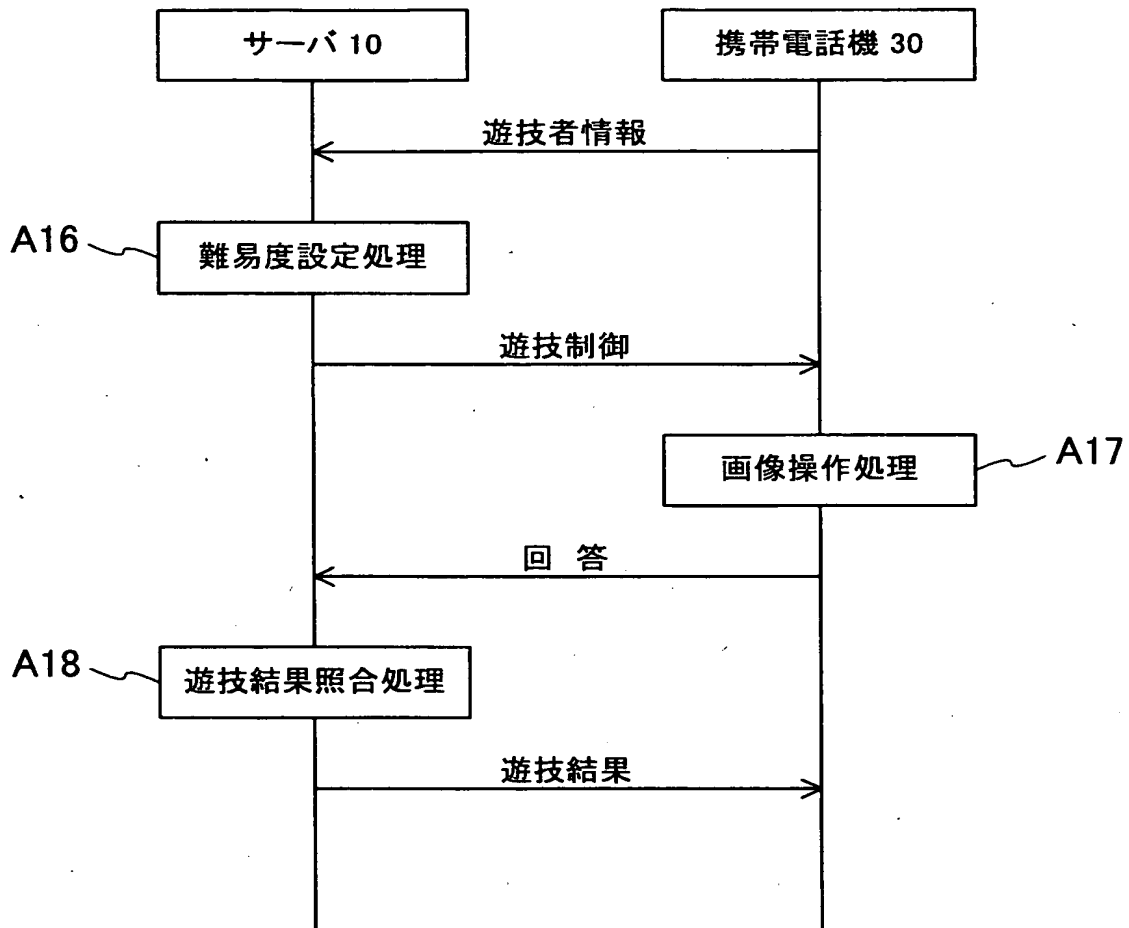 サーバ 10
携帯電話機 30
遊技者情報
A16
難易度設定処理
遊技制御
画像操作処理
A17
回 答
A18
遊技結果照合処理
遊技結果